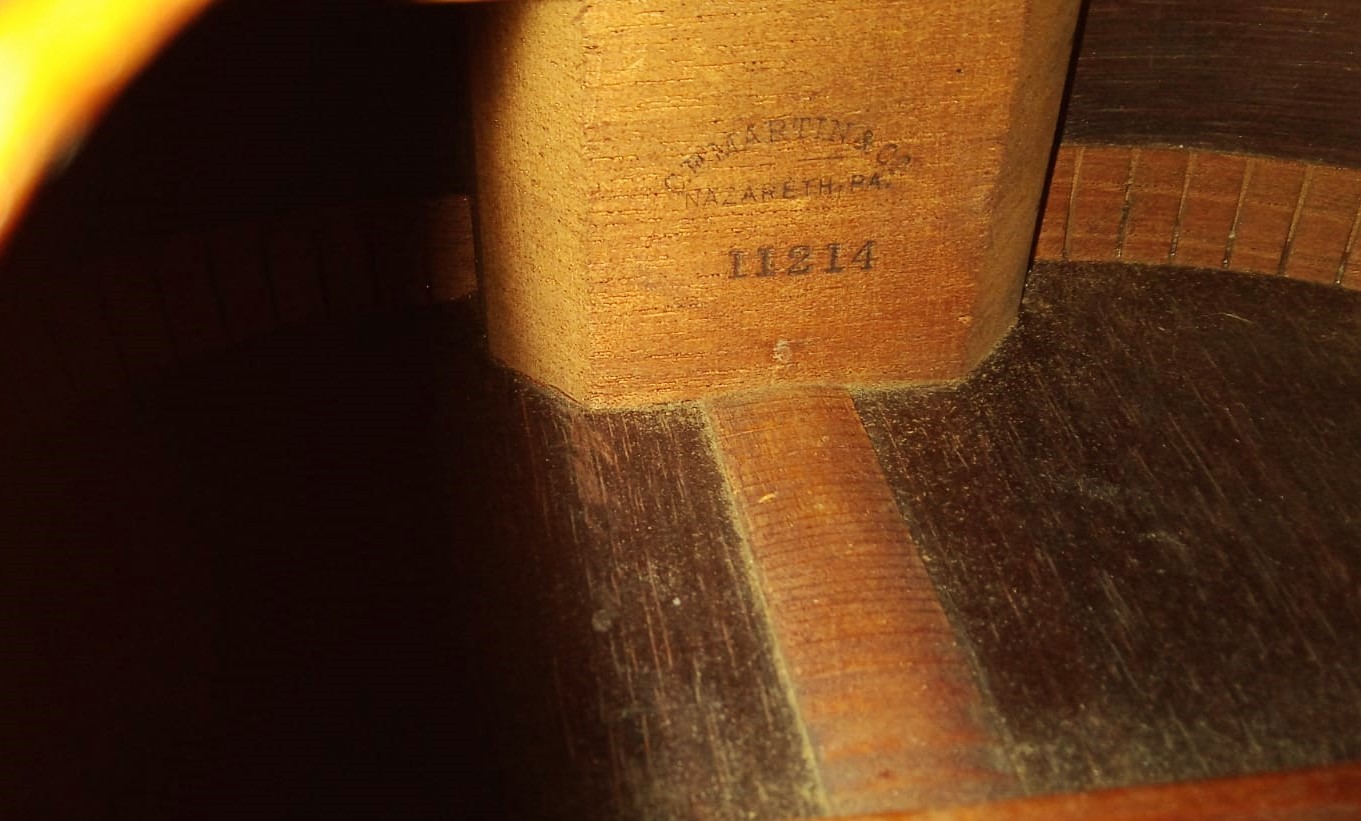 C.F. MARTIN & Co.
NAZARETH, PA.
11214